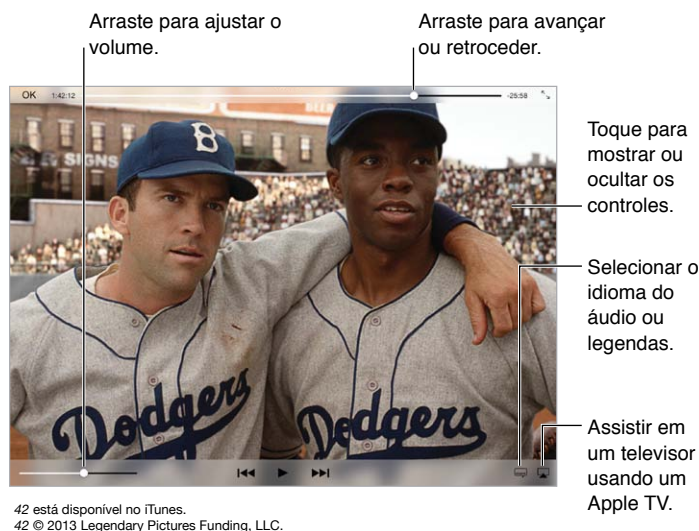 Arraste para ajustar o
volume.
Arraste para avançar
ou retroceder.
OK 1:42:12 -25:58
BEER
SIGNS
B
Toque para
mostrar ou
ocultar os
controles.
Selecionar o
idioma do
áudio ou
legendas.
Dodgers Dodgers
Assistir em
um televisor
usando um
Apple TV.
42 está disponível no iTunes.
42 © 2013 Legendary Pictures Funding, LLC.